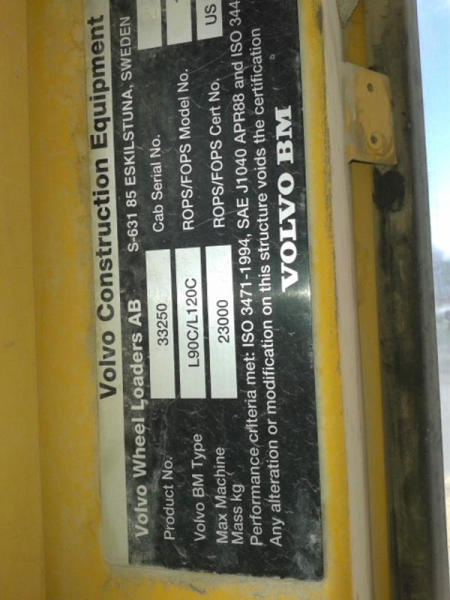 Volvo Construction Equipment
Volvo Wheel Loaders AB S-631 85 ESKILSTUNA, SWEDEN
Product No. 33250 Cab Serial No.
Volvo BM Type L90C/L120C ROPS/FOPS Model No.
Max Machine
Mass kg 23000 ROPS/FOPS Cert No. US
Performance criteria met: ISO 3471-1994, SAE J1040 APR88 and ISO 344
Any alteration or modification on this structure voids the certification
VOLVO BM